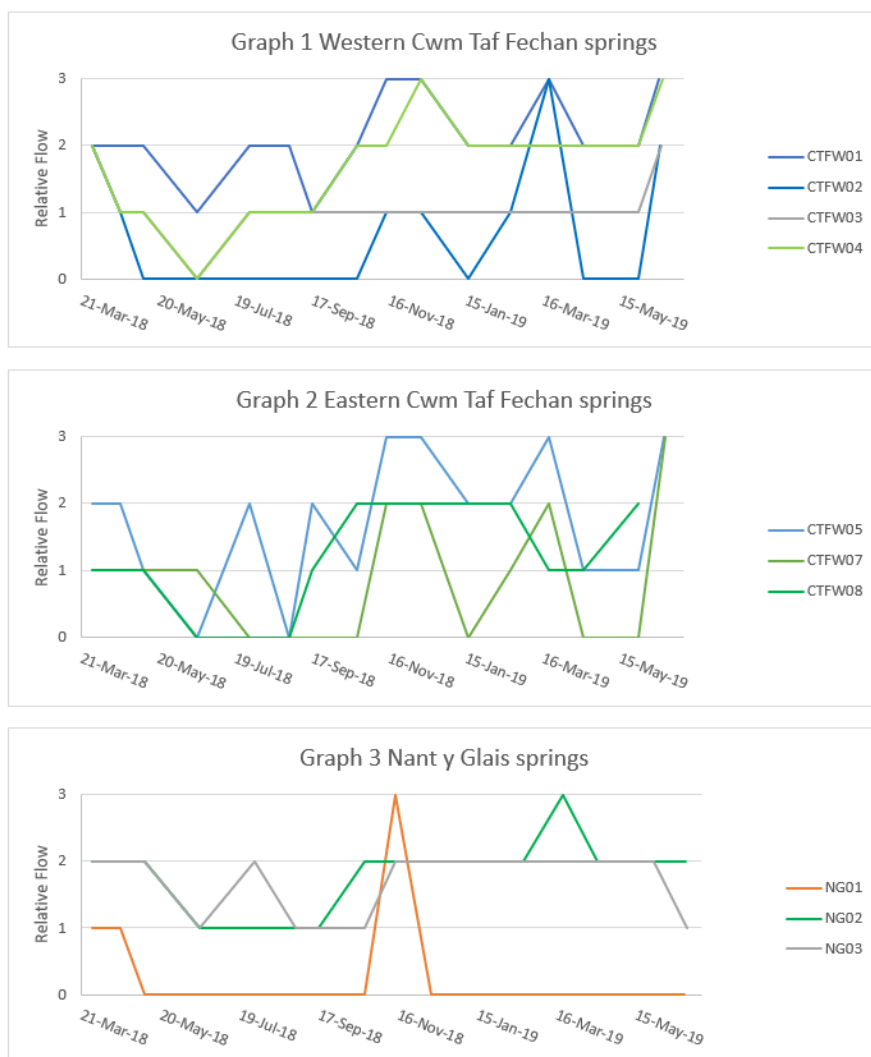 Graph 1 Western Cwm Taf Fechan springs
3
2
1
0
Relative Flow
21-Mar-18 20-May-18 19-Jul-18 17-Sep-18 16-Nov-18 15-Jan-19 16-Mar-19 15-May-19
CTFW01
CTFW02
CTFW03
CTFW04
Graph 2 Eastern Cwm Taf Fechan springs
3
2
1
0
Relative Flow
21-Mar-18 20-May-18 19-Jul-18 17-Sep-18 16-Nov-18 15-Jan-19 16-Mar-19 15-May-19
CTFW05
CTFW07
CTFW08
Graph 3 Nant y Glais springs
3
2
1
0
Relative Flow
21-Mar-18 20-May-18 19-Jul-18 17-Sep-18 16-Nov-18 15-Jan-19 16-Mar-19 15-May-19
NG01
NG02
NG03